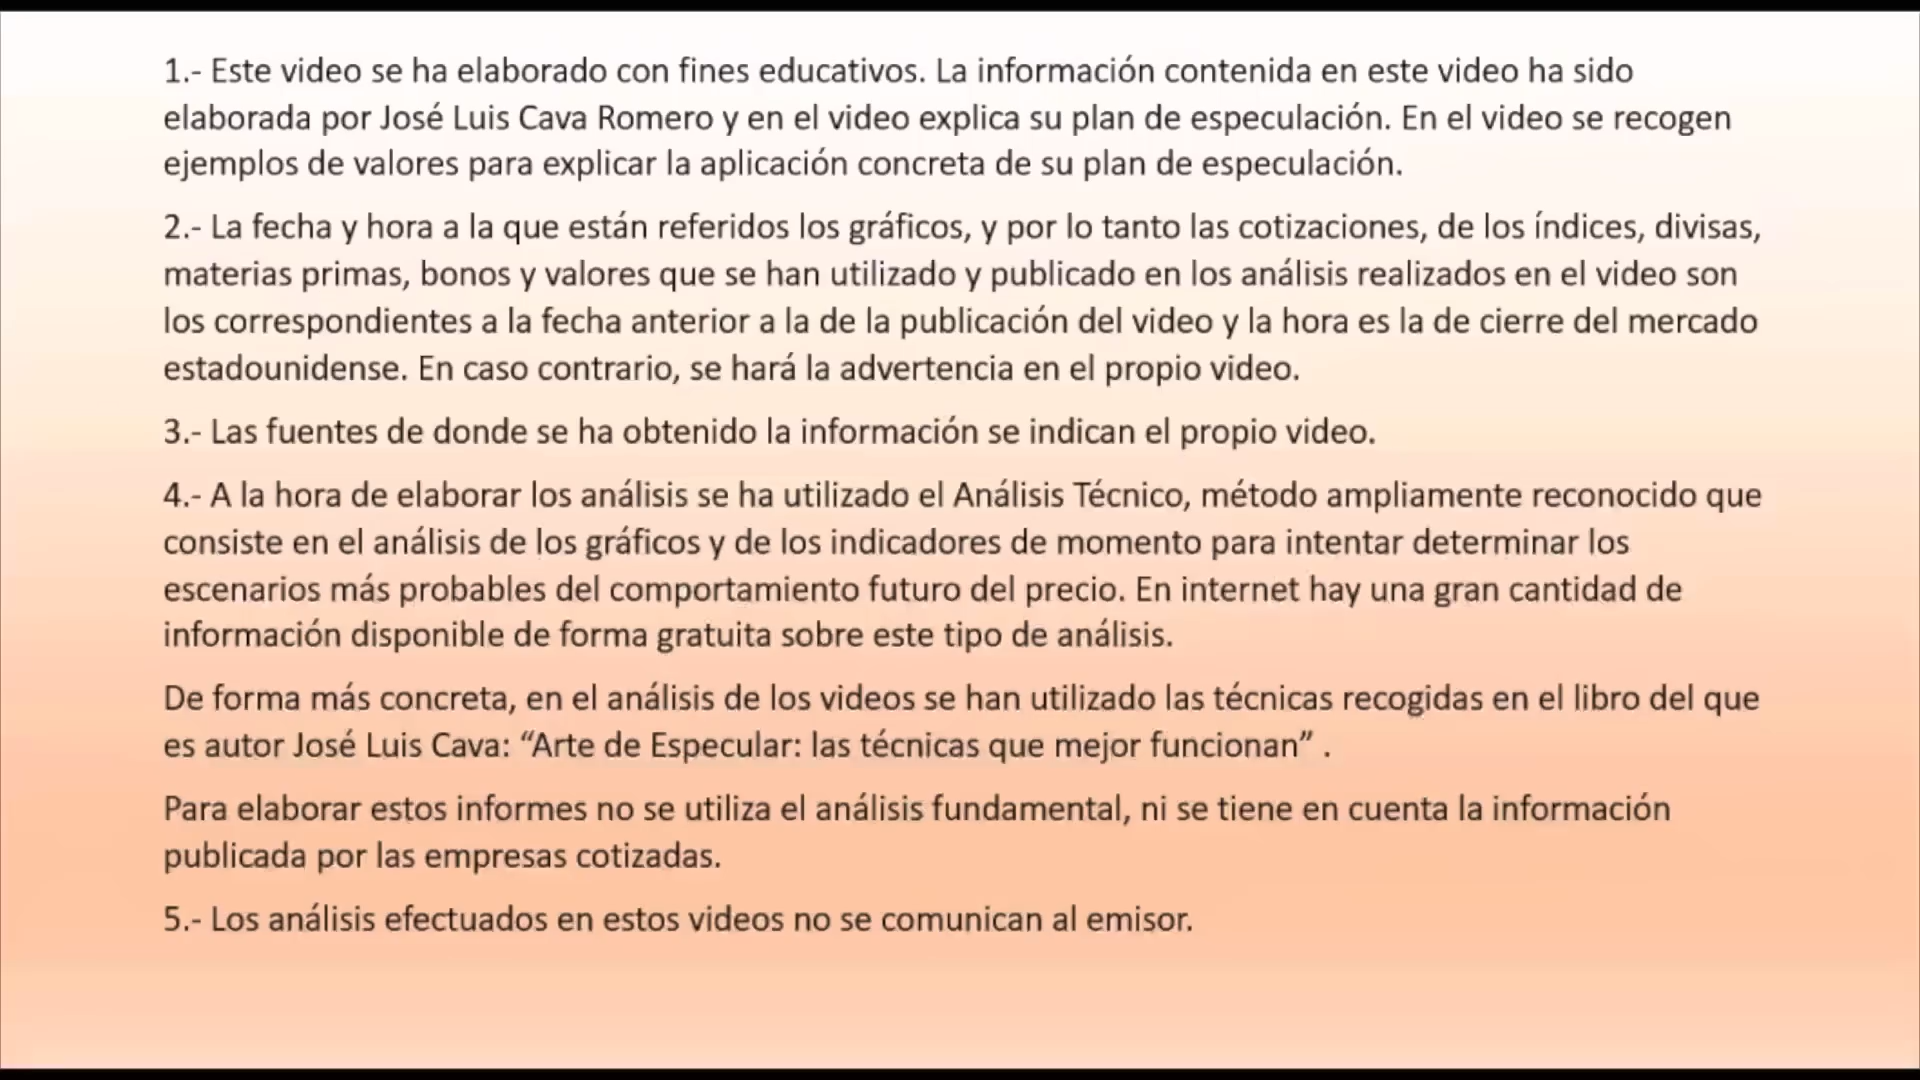 1.- Este video se ha elaborado con fines educativos. La información contenida en este video ha sido
elaborada por José Luis Cava Romero y en el video explica su plan de especulación. En el video se recogen
ejemplos de valores para explicar la aplicación concreta de su plan de especulación.
2.- La fecha y hora a la que están referidos los gráficos, y por lo tanto las cotizaciones, de los índices, divisas,
materias primas, bonos y valores que se han utilizado y publicado en los análisis realizados en el video son
los correspondientes a la fecha anterior a la de la publicación del video y la hora es la de cierre del mercado
estadounidense. En caso contrario, se hará la advertencia en el propio video.
3.- Las fuentes de donde se ha obtenido la información se indican el propio video.
4.- A la hora de elaborar los análisis se ha utilizado el Análisis Técnico, método ampliamente reconocido que
consiste en el análisis de los gráficos y de los indicadores de momento para intentar determinar los
escenarios más probables del comportamiento futuro del precio. En internet hay una gran cantidad de
información disponible de forma gratuita sobre este tipo de análisis.
De forma más concreta, en el análisis de los videos se han utilizado las técnicas recogidas en el libro del que
es autor José Luis Cava: “Arte de Especular: las técnicas que mejor funcionan” .
Para elaborar estos informes no se utiliza el análisis fundamental, ni se tiene en cuenta la información
publicada por las empresas cotizadas.
5.- Los análisis efectuados en estos videos no se comunican al emisor.